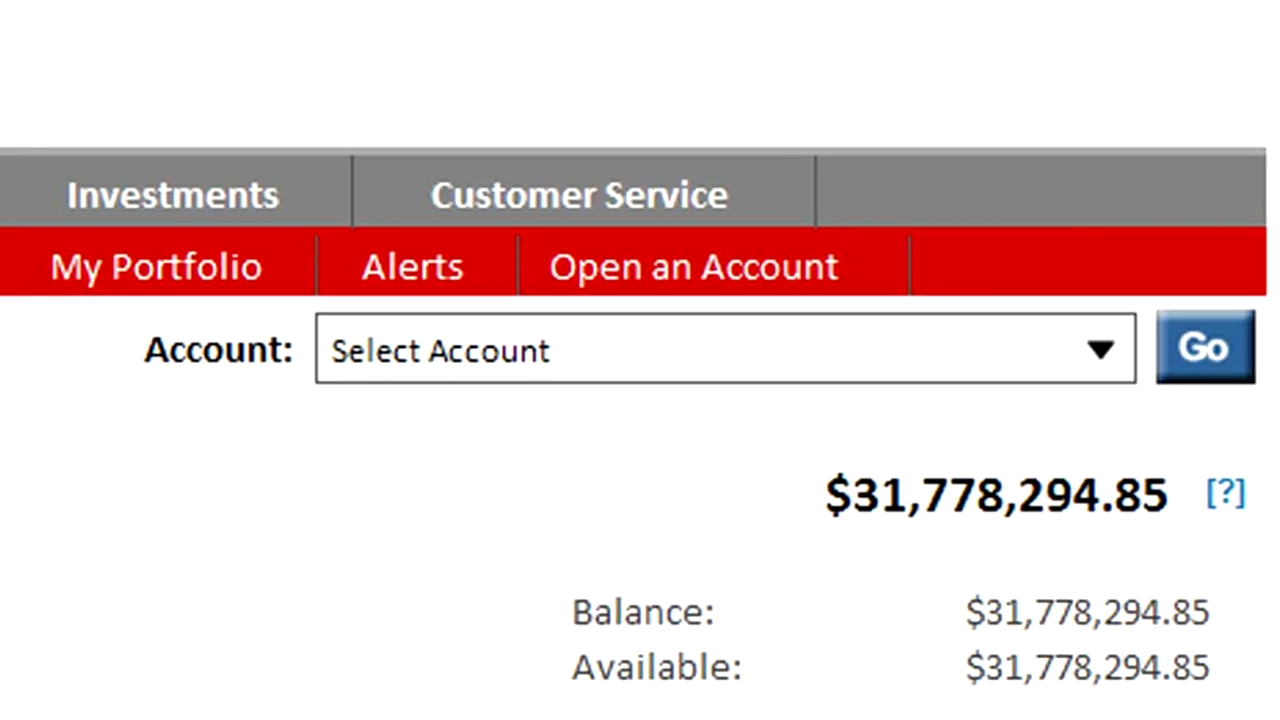 Investments Customer Service
My Portfolio Alerts Open an Account
Account: Select Account Go
$31,778,294.85 [?]
Balance: $31,778,294.85
Available: $31,778,294.85